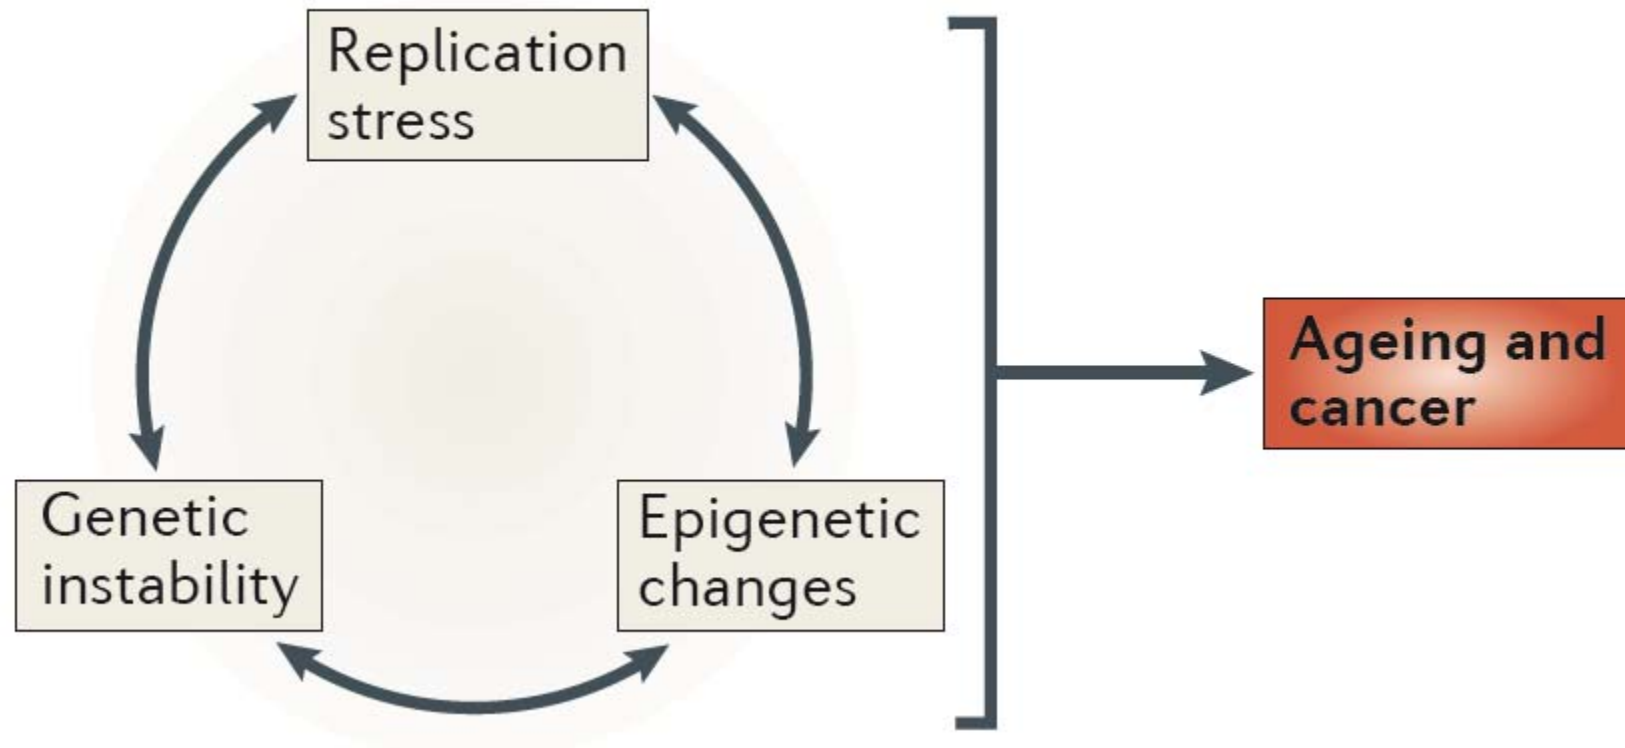 Replication
stress
Genetic
instability
Epigenetic
changes
Ageing and
cancer